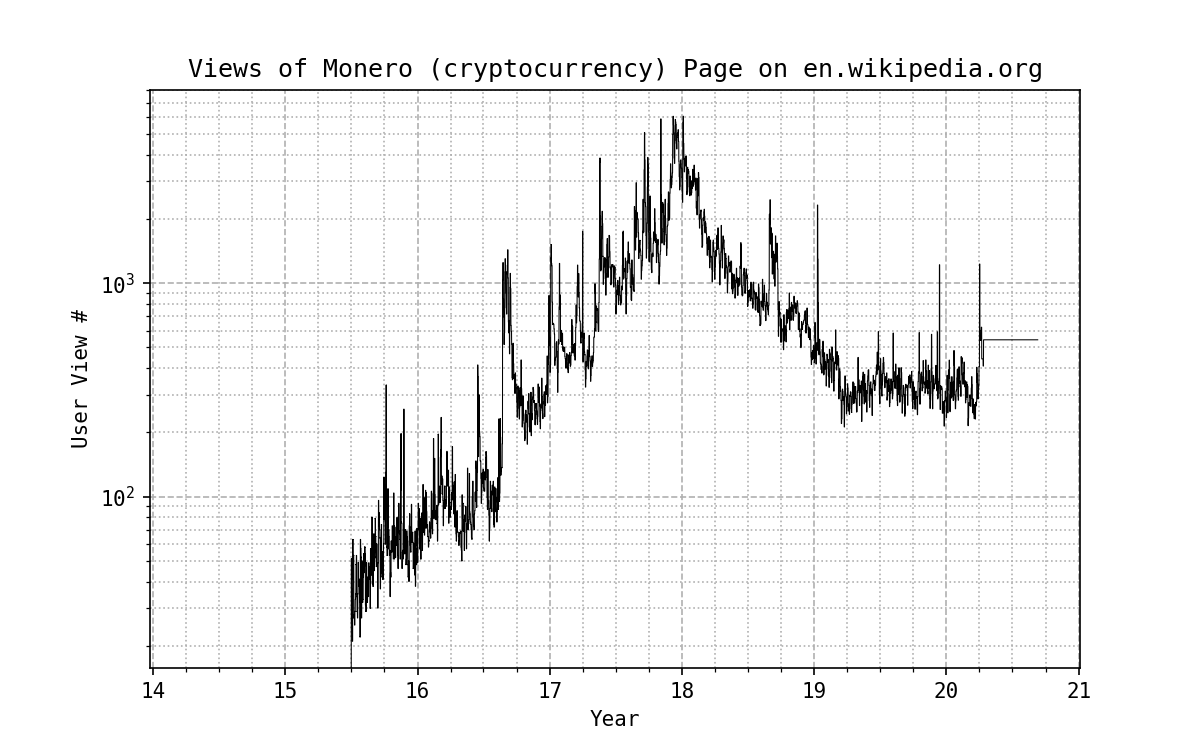 Views of Monero (cryptocurrency) Page on en.wikipedia.org
User View #
10³
10²
14 15 16 17 18 19 20 21
Year